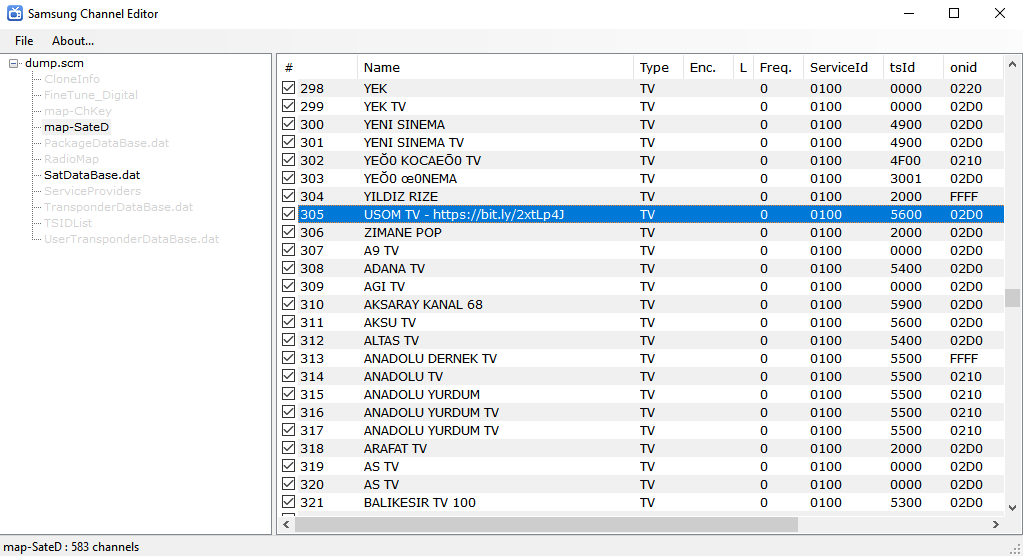 Samsung Channel Editor
File About...
dump.scm
CloneInfo
FineTune_Digital
map-ChKey
map-SateD
PackageDataBase.dat
RadioMap
SatDataBase.dat
ServiceProviders
TransponderDataBase.dat
TSIDList
UserTransponderDataBase.dat
# Name Type Enc. L Freq. ServiceId tsId onid
298 YEK TV 0 0100 0000 0220
299 YEK TV TV 0 0100 0000 02D0
300 YENI SINEMA TV 0 0100 4900 02D0
301 YENI SINEMA TV TV 0 0100 4900 02D0
302 YEŎ0 KOCAEŎ0 TV TV 0 0100 4F00 0210
303 YEŎ0 œ0NEMA TV 0 0100 3001 02D0
304 YILDIZ RIZE TV 0 0100 2000 FFFF
305 USOM TV - https://bit.ly/2xtLp4J TV 0 0100 5600 02D0
306 ZIMANE POP TV 0 0100 2000 02D0
307 A9 TV TV 0 0100 0000 02D0
308 ADANA TV TV 0 0100 5400 02D0
309 AGI TV TV 0 0100 0000 02D0
310 AKSARAY KANAL 68 TV 0 0100 5900 02D0
311 AKSU TV TV 0 0100 5600 02D0
312 ALTAS TV TV 0 0100 5400 02D0
313 ANADOLU DERNEK TV TV 0 0100 5500 FFFF
314 ANADOLU TV TV 0 0100 5500 0210
315 ANADOLU YURDUM TV 0 0100 5500 0210
316 ANADOLU YURDUM TV TV 0 0100 5500 0210
317 ANADOLU YURDUM TV TV 0 0100 5500 0210
318 ARAFAT TV TV 0 0100 2000 02D0
319 AS TV TV 0 0100 0000 02D0
320 AS TV TV 0 0100 0000 02D0
321 BALIKESIR TV 100 TV 0 0100 5300 02D0
map-SateD : 583 channels